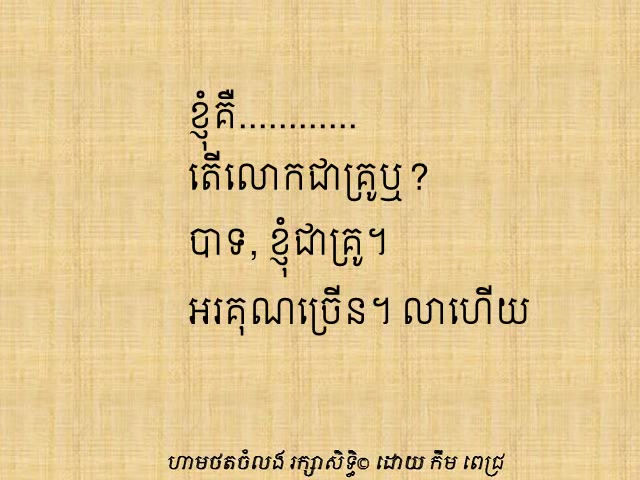 ខ្ញុំគឺ............
តើលោកជាគ្រូឬ?
បាទ, ខ្ញុំជាគ្រូ។
អរគុណច្រើន។ លាហើយ
ហាមថតចំលង រក្សាសិទ្ធិ© ដោយ កឹម ពេជ្រ